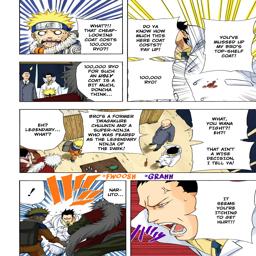 YOU'VE
MUSSED UP
MY BRO'S
TOP-SHELF
COAT!
DO YA
KNOW HOW
MUCH THIS
HERE COAT
COSTS?!
PAY UP!
100,000 RYO!
WHAT?!!
THAT
CHEAP-
LOOKING
COAT COSTS
100,000
RYO?!
100,000 RYO
FOR SUCH
AN UGLY
COAT IS A
BIT MUCH,
DONCHA
THINK...
WHAT,
YOU WANNA
FIGHT?!
EH?!
THAT AIN'T
A WISE
DECISION,
I TELL YA!
BRO'S A FORMER
IWAGAKURE
CHUUNIN AND A
SUPER-NINJA
WHO WAS FEARED
AS THE
LEGENDARY
NINJA OF
THE DARK!
EH?
LEGENDARY...
WHAT?
*GRAHH
IT
SEEMS
YOU'RE
ITCHING
TO GET
HURT!!
*FWOOSH
NAR-
UTO...
!